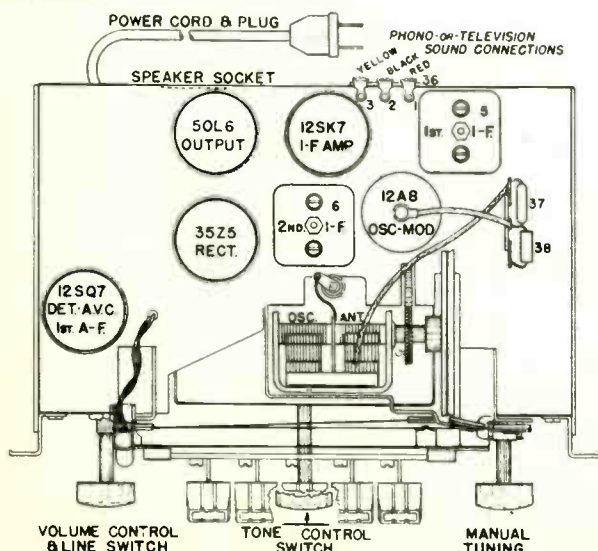 POWER CORD & PLUG
PHONO-OR-TELEVISION
SOUND CONNECTIONS
SPEAKER SOCKET
YELLOW
BLACK
RED
36
3
2
1
50L6
OUTPUT
12SK7
I-F AMP
5
1ST. I-F.
6
2ND. I-F
12A8
OSC-MOD.
37
38
35Z5
RECT.
12SQ7
DET.-A.V.C.
1ST. A-F.
OSC. ANT.
VOLUME CONTROL
& LINE SWITCH
TONE CONTROL
SWITCH
MANUAL
TUNING